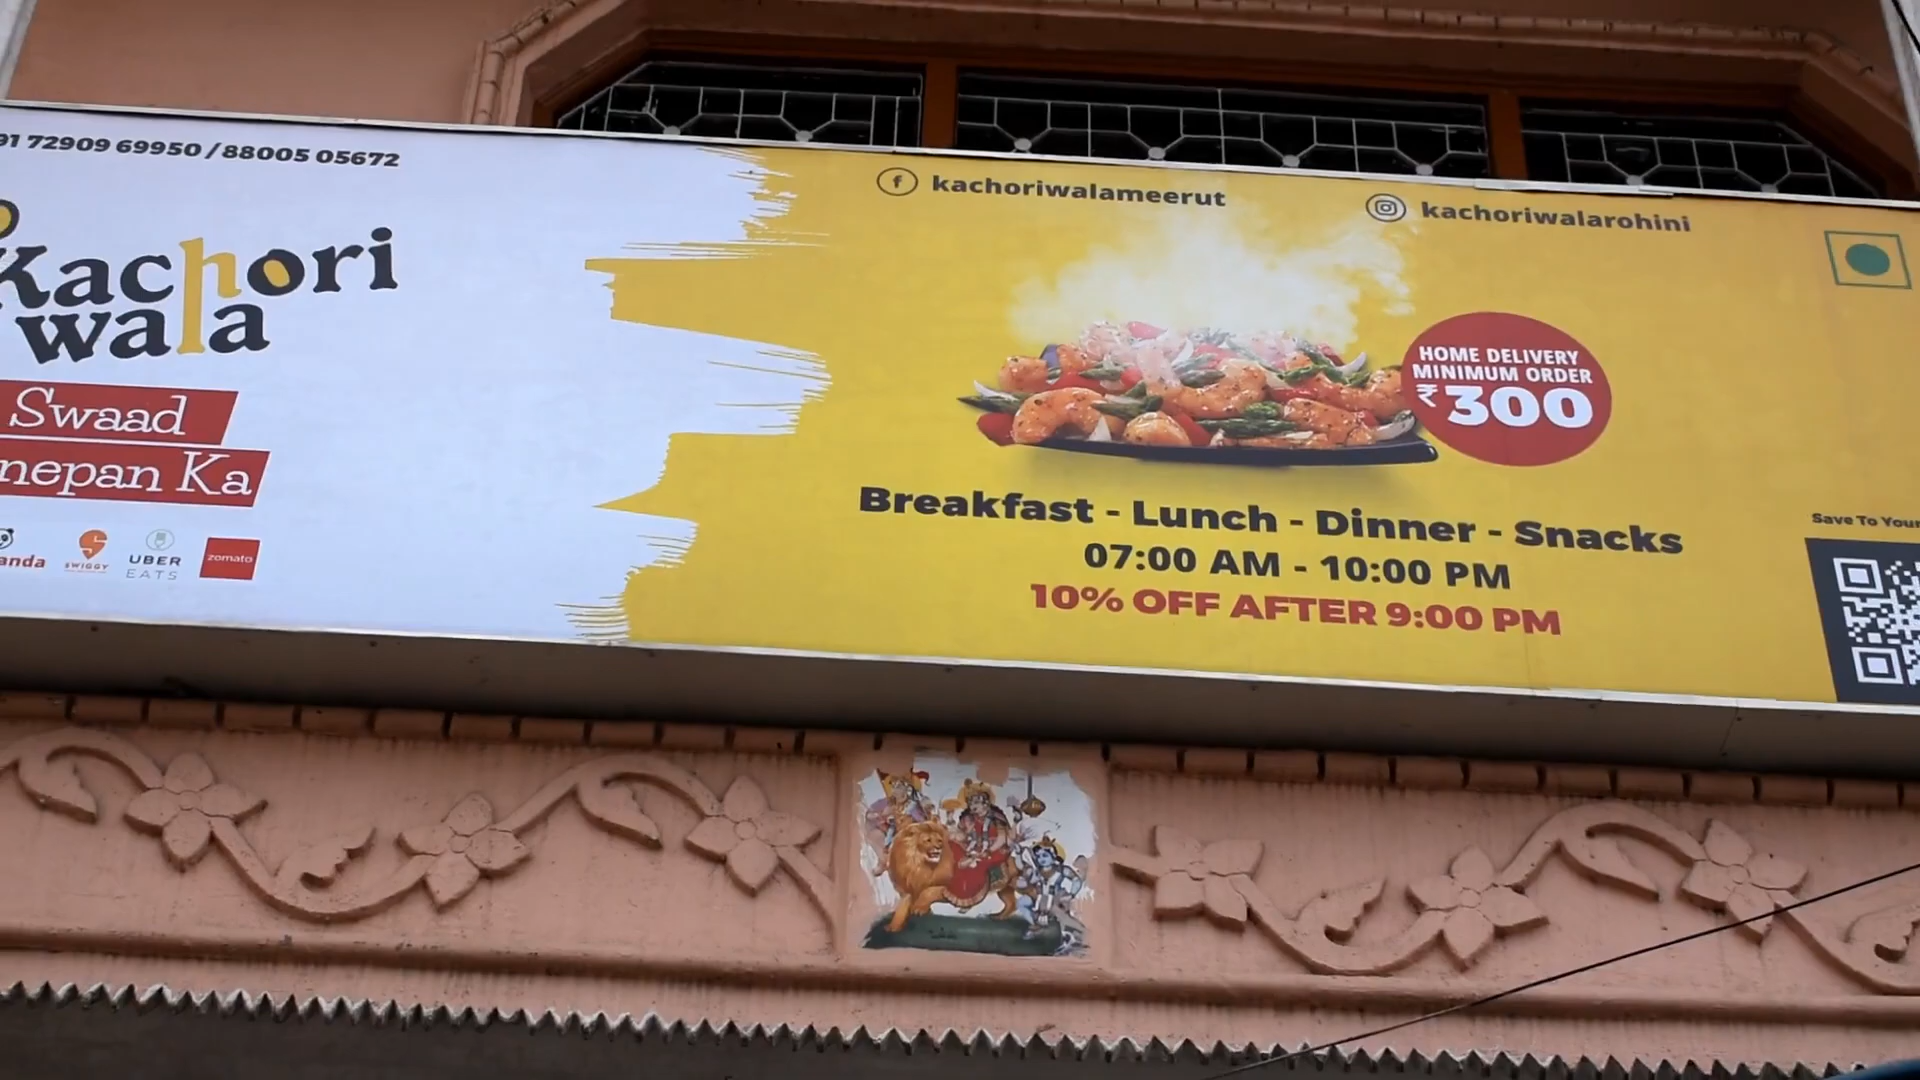 91 72909 69950 / 88005 05672
Kachori
wala
Swaad
nepan Ka
anda
SWIGGY
UBER
EATS
zomato
kachoriwalameerut
kachoriwalarohini
HOME DELIVERY
MINIMUM ORDER
₹300
Breakfast - Lunch - Dinner - Snacks
07:00 AM - 10:00 PM
10% OFF AFTER 9:00 PM
Save To Your